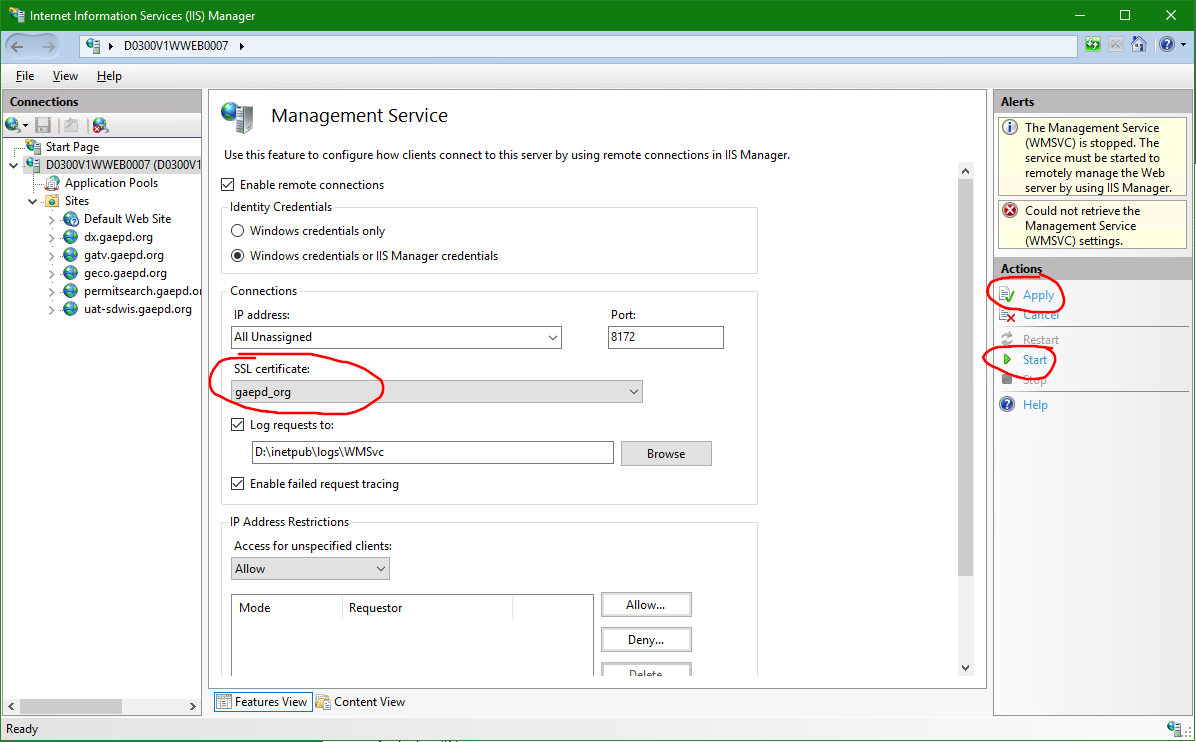 Internet Information Services (IIS) Manager
D0300V1WWEB0007
File View Help
Connections
Start Page
D0300V1WWEB0007 (D0300V1
Application Pools
Sites
Default Web Site
dx.gaepd.org
gatv.gaepd.org
geco.gaepd.org
permitsearch.gaepd.or
uat-sdwis.gaepd.org
Management Service
Use this feature to configure how clients connect to this server by using remote connections in IIS Manager.
Enable remote connections
Identity Credentials
Windows credentials only
Windows credentials or IIS Manager credentials
Connections
IP address: Port:
All Unassigned 8172
SSL certificate:
gaepd_org
Log requests to:
D:\inetpub\logs\WMSvc Browse
Enable failed request tracing
IP Address Restrictions
Access for unspecified clients:
Allow
Mode Requestor Allow...
Deny...
Delete
Features View Content View
Alerts
The Management Service
(WMSVC) is stopped. The
service must be started to
remotely manage the Web
server by using IIS Manager.
Could not retrieve the
Management Service
(WMSVC) settings.
Actions
Apply
Cancel
Restart
Start
Stop
Help
Ready